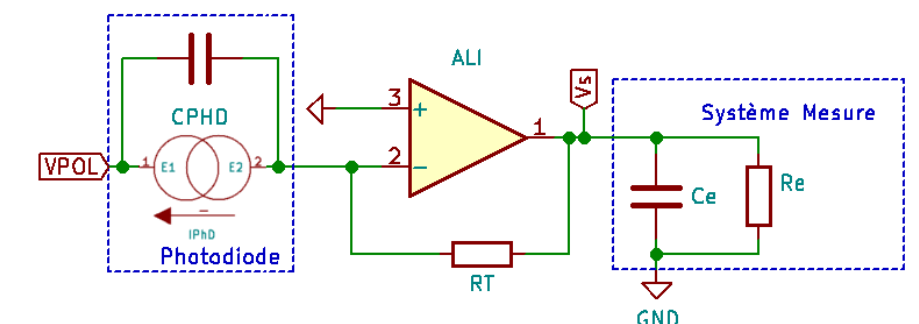 ALI
Vs
CPHD
3
+
Système Mesure
VPOL
1
E1
E2
2
2
-
1
Ce
Re
-
IPhD
Photodiode
RT
GND